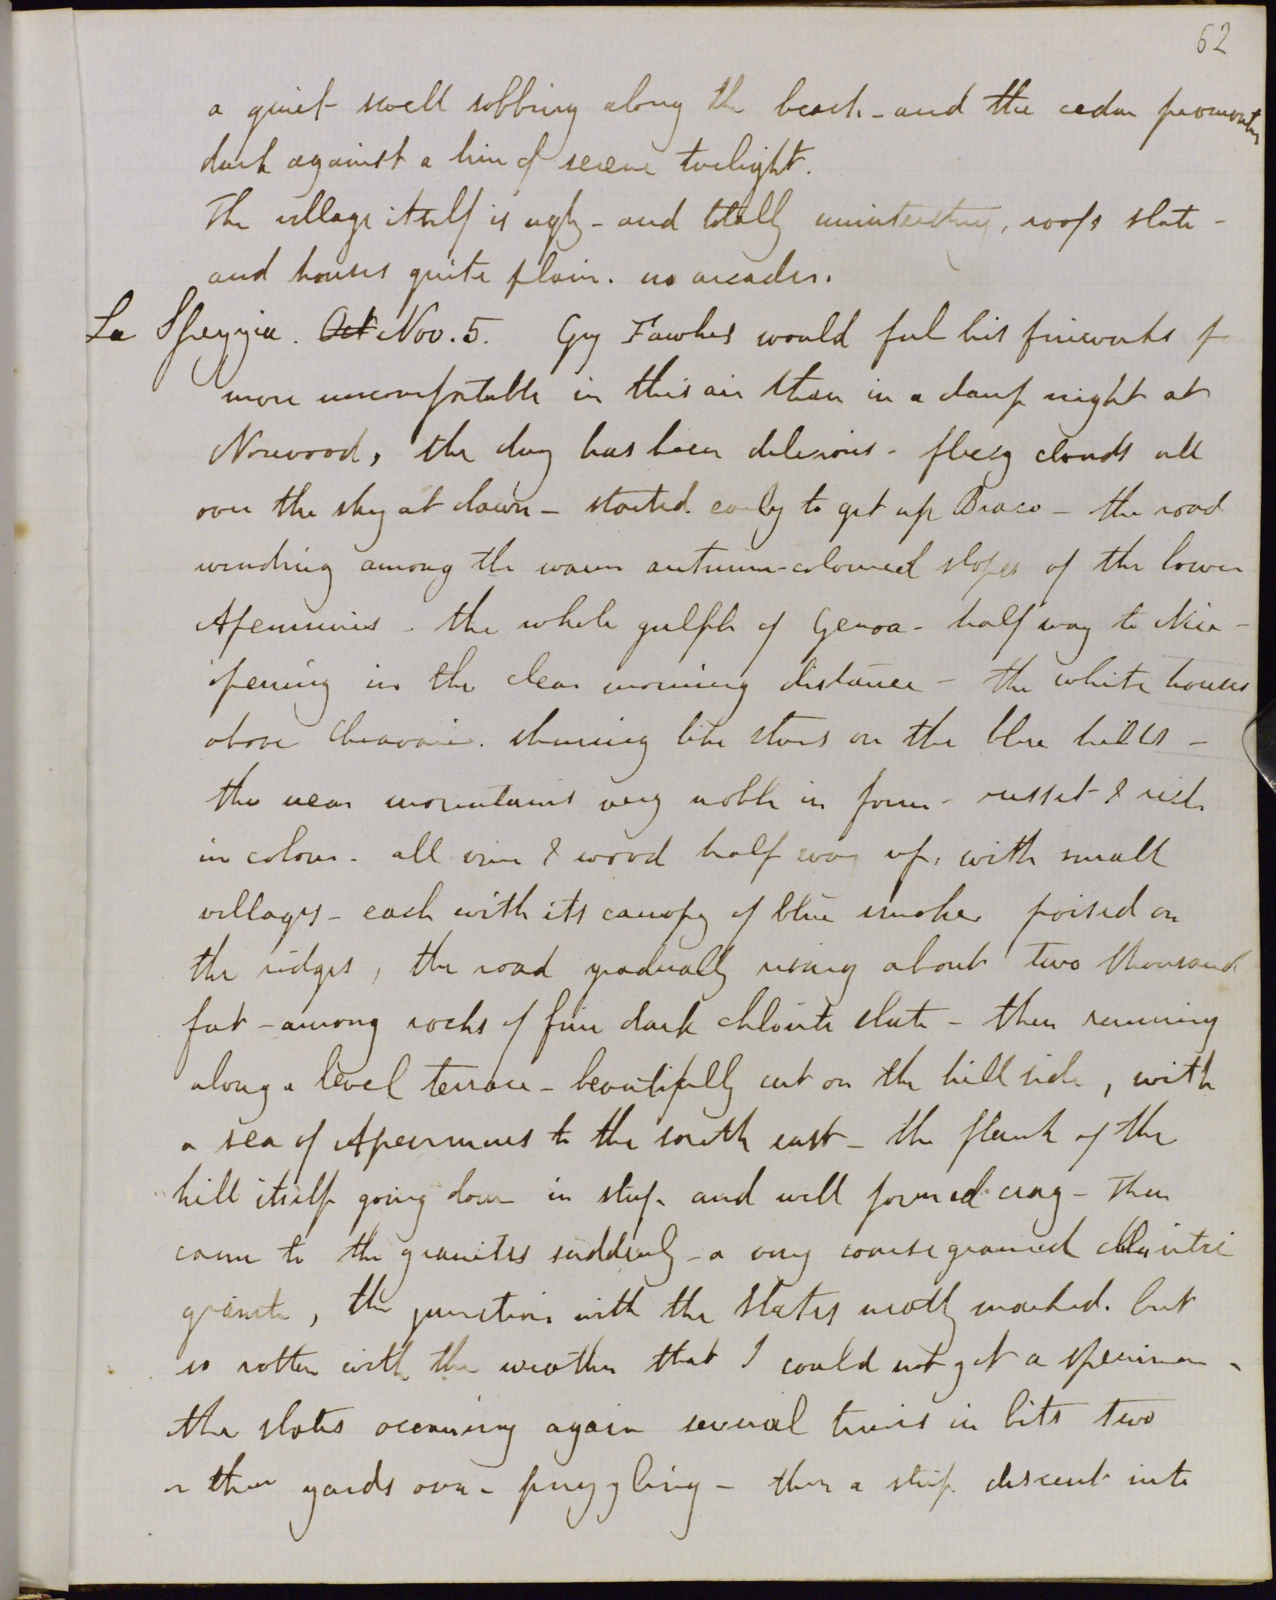 62
a quiet swell sobbing along the beach - and the cedar promontory
dark against a line of serene twilight.
The village itself is ugly - and totally uninteresting, roofs slate -
and houses quite plain. no arcades.
La Spezzia. Oct Nov. 5. Guy Fawkes would feel his fireworks
more uncomfortable in this air than in a damp night at
Norwood, the day has been delicious - fleecy clouds all
over the sky at dawn - started early to get up Braco - the road
winding among the warm autumn-coloured slopes of the lower
Apennines - the whole gulph of Genoa - half way to Nice -
opening in the clear morning distance - the white houses
above Chiavari. shining like stars on the blue hills -
the near mountains very noble in form - russet & rich
in colour - all vine & wood half way up, with small
villages - each with its canopy of blue smoke poised on
the ridges, the road gradually rising about two thousand
feet - among rocks of fine dark chlorite slate - then running
along a level terrace - beautifully cut on the hill side, with
a sea of Apennines to the south east - the flank of the
hill itself going down in steep and well formed crag - Then
came to the granites suddenly - a very coarse grained chloritic
granite, the junction with the slates neatly marked. but
so rotten with the weather that I could not get a specimen -
the slates occurring again several times in bits two
or three yards over - puzzling - then a steep descent into